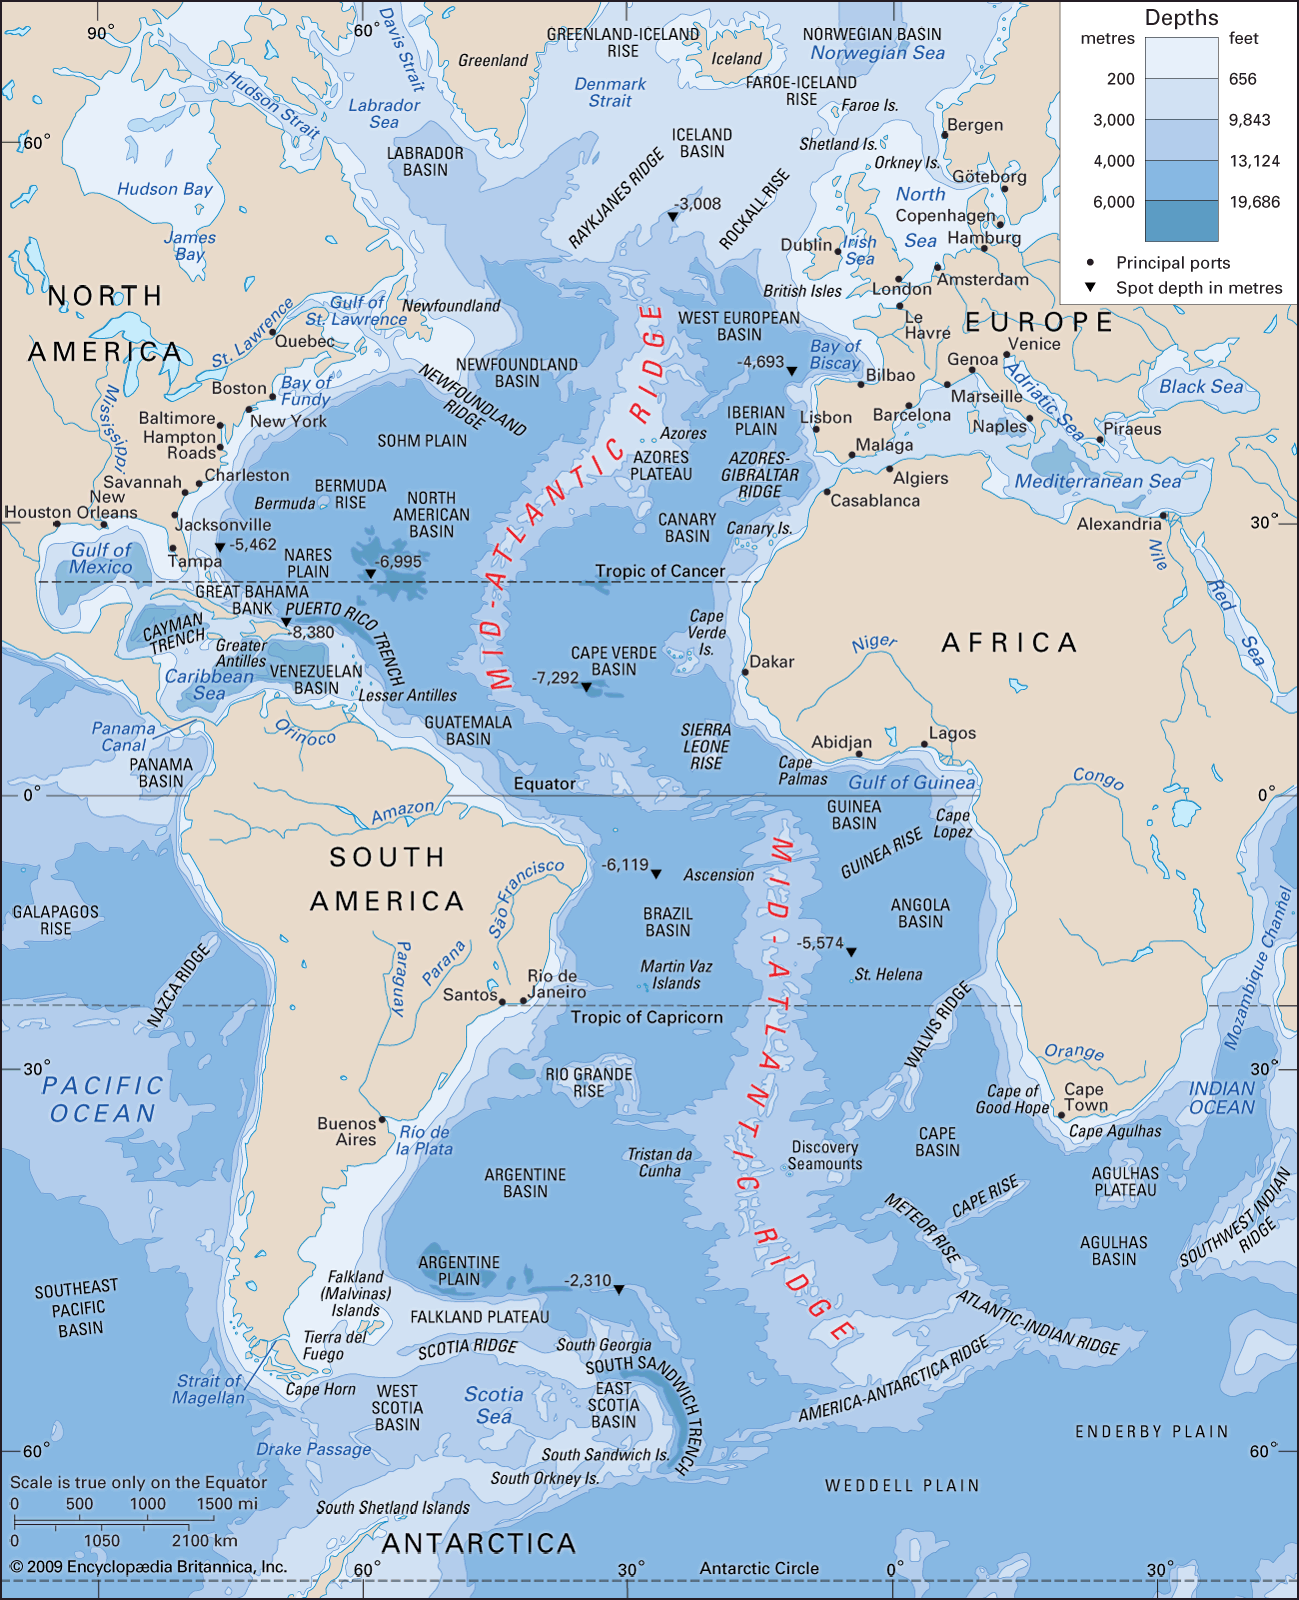 90°
60°
Davis Strait
GREENLAND-ICELAND
RISE
NORWEGIAN BASIN
Norwegian Sea
Greenland
Iceland
Denmark
Strait
FAROE-ICELAND
RISE
Faroe Is.
Depths
metres
feet
200
656
3,000
9,843
4,000
13,124
6,000
19,686
Principal ports
Spot depth in metres
Hudson Strait
Labrador
Sea
60°
LABRADOR
BASIN
ICELAND
BASIN
Shetland Is.
Orkney Is.
Bergen
Göteborg
Hudson Bay
James
Bay
RAYKJANES RIDGE
-3,008
ROCKALL RISE
North
Sea
Copenhagen
Hamburg
Dublin
Irish
Sea
Amsterdam
London
British Isles
Le
Havré
NORTH
AMERICA
EUROPE
St. Lawrence
Gulf of
St. Lawrence
Newfoundland
Quebec
WEST EUROPEAN
BASIN
-4,693
Bay of
Biscay
Bilbao
Genoa
Venice
Marseille
Adriatic Sea
Black Sea
Boston
Bay of
Fundy
New York
Mississippi
NEWFOUNDLAND
BASIN
NEWFOUNDLAND
RIDGE
MID-ATLANTIC RIDGE
Baltimore
Hampton
Roads
SOHM PLAIN
Azores
AZORES
PLATEAU
IBERIAN
PLAIN
Lisbon
Barcelona
Naples
Piraeus
Malaga
AZORES-
GIBRALTAR
RIDGE
Algiers
Casablanca
Mediterranean Sea
Alexandria
30°
Charleston
Savannah
New
Orleans
Houston
Jacksonville
Bermuda
BERMUDA
RISE
NORTH
AMERICAN
BASIN
CANARY
BASIN
Canary Is.
Nile
Gulf of
Mexico
Tampa
-5,462
NARES
PLAIN
-6,995
Tropic of Cancer
Red Sea
GREAT BAHAMA
BANK
PUERTO RICO TRENCH
-8,380
CAYMAN
TRENCH
Greater
Antilles
Caribbean
Sea
VENEZUELAN
BASIN
Lesser Antilles
CAPE VERDE
BASIN
-7,292
Cape
Verde
Is.
Dakar
Niger
AFRICA
Panama
Canal
PANAMA
BASIN
Orinoco
GUATEMALA
BASIN
SIERRA
LEONE
RISE
Abidjan
Lagos
Cape
Palmas
Gulf of Guinea
Equator
0°
0°
Amazon
Congo
GUINEA
BASIN
Cape
Lopez
GUINEA RISE
SOUTH
AMERICA
-6,119
Ascension
MID-ATLANTIC RIDGE
São Francisco
GALAPAGOS
RISE
BRAZIL
BASIN
ANGOLA
BASIN
-5,574
St. Helena
NAZCA RIDGE
Paraguay
Parana
Martin Vaz
Islands
Rio de
Janeiro
Santos
Tropic of Capricorn
WALVIS RIDGE
Mozambique Channel
30°
30°
PACIFIC
OCEAN
RIO GRANDE
RISE
Orange
Cape of
Good Hope
Cape
Town
Cape Agulhas
INDIAN
OCEAN
Buenos
Aires
Río de
la Plata
ARGENTINE
BASIN
Tristan da
Cunha
Discovery
Seamounts
CAPE
BASIN
AGULHAS
PLATEAU
CAPE RISE
METEOR RISE
AGULHAS
BASIN
SOUTHWEST INDIAN
RIDGE
SOUTHEAST
PACIFIC
BASIN
ARGENTINE
PLAIN
-2,310
Falkland
(Malvinas)
Islands
FALKLAND PLATEAU
Tierra del
Fuego
SCOTIA RIDGE
South Georgia
SOUTH SANDWICH TRENCH
ATLANTIC-INDIAN RIDGE
AMERICA-ANTARCTICA RIDGE
Strait of
Magellan
Cape Horn
WEST
SCOTIA
BASIN
Scotia
Sea
EAST
SCOTIA
BASIN
ENDERBY PLAIN
60°
60°
Drake Passage
South Sandwich Is.
South Orkney Is.
WEDDELL PLAIN
Scale is true only on the Equator
0 500 1000 1500 mi
0 1050 2100 km
South Shetland Islands
ANTARCTICA
© 2009 Encyclopædia Britannica, Inc.
60°
30°
Antarctic Circle
0°
30°